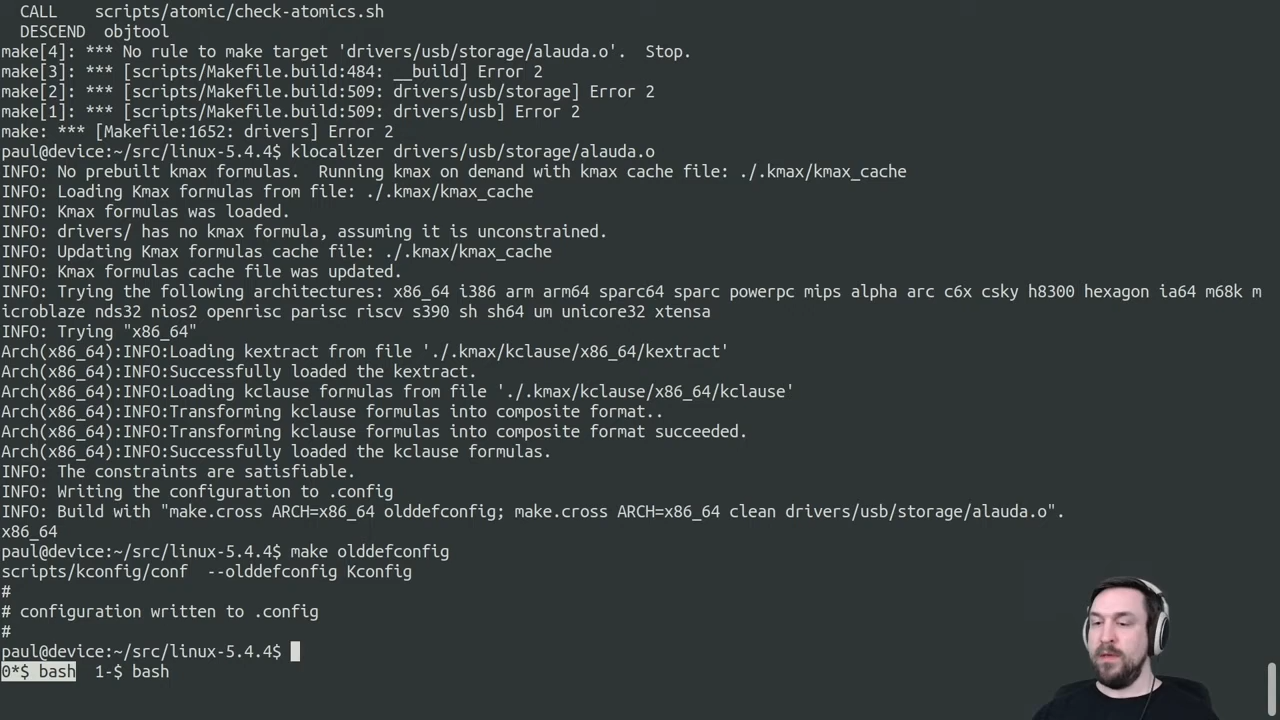 CALL    scripts/atomic/check-atomics.sh
DESCEND  objtool
make[4]: *** No rule to make target 'drivers/usb/storage/alauda.o'.  Stop.
make[3]: *** [scripts/Makefile.build:484: __build] Error 2
make[2]: *** [scripts/Makefile.build:509: drivers/usb/storage] Error 2
make[1]: *** [scripts/Makefile.build:509: drivers/usb] Error 2
make: *** [Makefile:1652: drivers] Error 2
paul@device:~/src/linux-5.4.4$ klocalizer drivers/usb/storage/alauda.o
INFO: No prebuilt kmax formulas.  Running kmax on demand with kmax cache file: ./.kmax/kmax_cache
INFO: Loading Kmax formulas from file: ./.kmax/kmax_cache
INFO: Kmax formulas was loaded.
INFO: drivers/ has no kmax formula, assuming it is unconstrained.
INFO: Updating Kmax formulas cache file: ./.kmax/kmax_cache
INFO: Kmax formulas cache file was updated.
INFO: Trying the following architectures: x86_64 i386 arm arm64 sparc64 sparc powerpc mips alpha arc c6x csky h8300 hexagon ia64 m68k m
icroblaze nds32 nios2 openrisc parisc riscv s390 sh sh64 um unicore32 xtensa
INFO: Trying "x86_64"
Arch(x86_64):INFO:Loading kextract from file './.kmax/kclause/x86_64/kextract'
Arch(x86_64):INFO:Successfully loaded the kextract.
Arch(x86_64):INFO:Loading kclause formulas from file './.kmax/kclause/x86_64/kclause'
Arch(x86_64):INFO:Transforming kclause formulas into composite format..
Arch(x86_64):INFO:Transforming kclause formulas into composite format succeeded.
Arch(x86_64):INFO:Successfully loaded the kclause formulas.
INFO: The constraints are satisfiable.
INFO: Writing the configuration to .config
INFO: Build with "make.cross ARCH=x86_64 olddefconfig; make.cross ARCH=x86_64 clean drivers/usb/storage/alauda.o".
x86_64
paul@device:~/src/linux-5.4.4$ make olddefconfig
scripts/kconfig/conf  --olddefconfig Kconfig
#
# configuration written to .config
#
paul@device:~/src/linux-5.4.4$
0*$ bash  1-$ bash